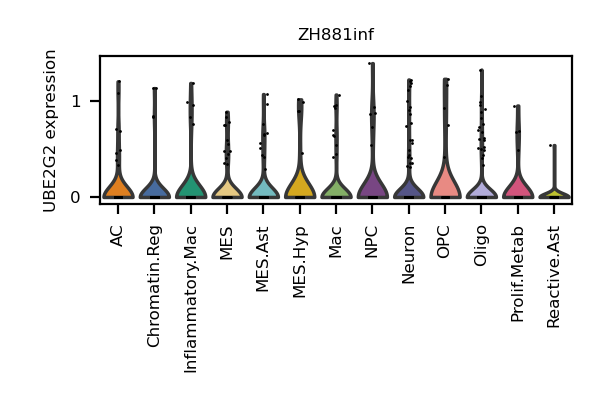 ZH881inf
UBE2G2 expression
1
0
AC
Chromatin.Reg
Inflammatory.Mac
MES
MES.Ast
MES.Hyp
Mac
NPC
Neuron
OPC
Oligo
Prolif.Metab
Reactive.Ast